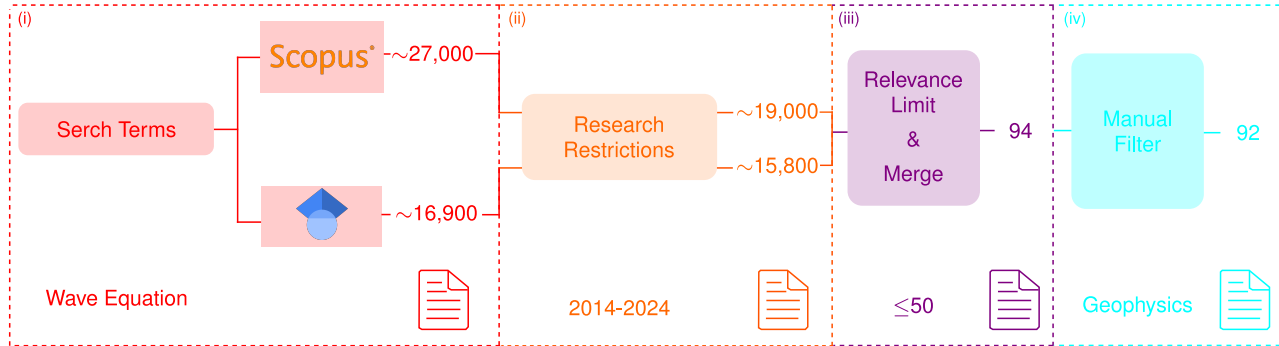 (i)
Scopus®
~27,000
Serch Terms
~16,900
Wave Equation
(ii)
Research
Restrictions
~19,000
~15,800
2014-2024
(iii)
Relevance
Limit
&
Merge
94
≤50
(iv)
Manual
Filter
92
Geophysics